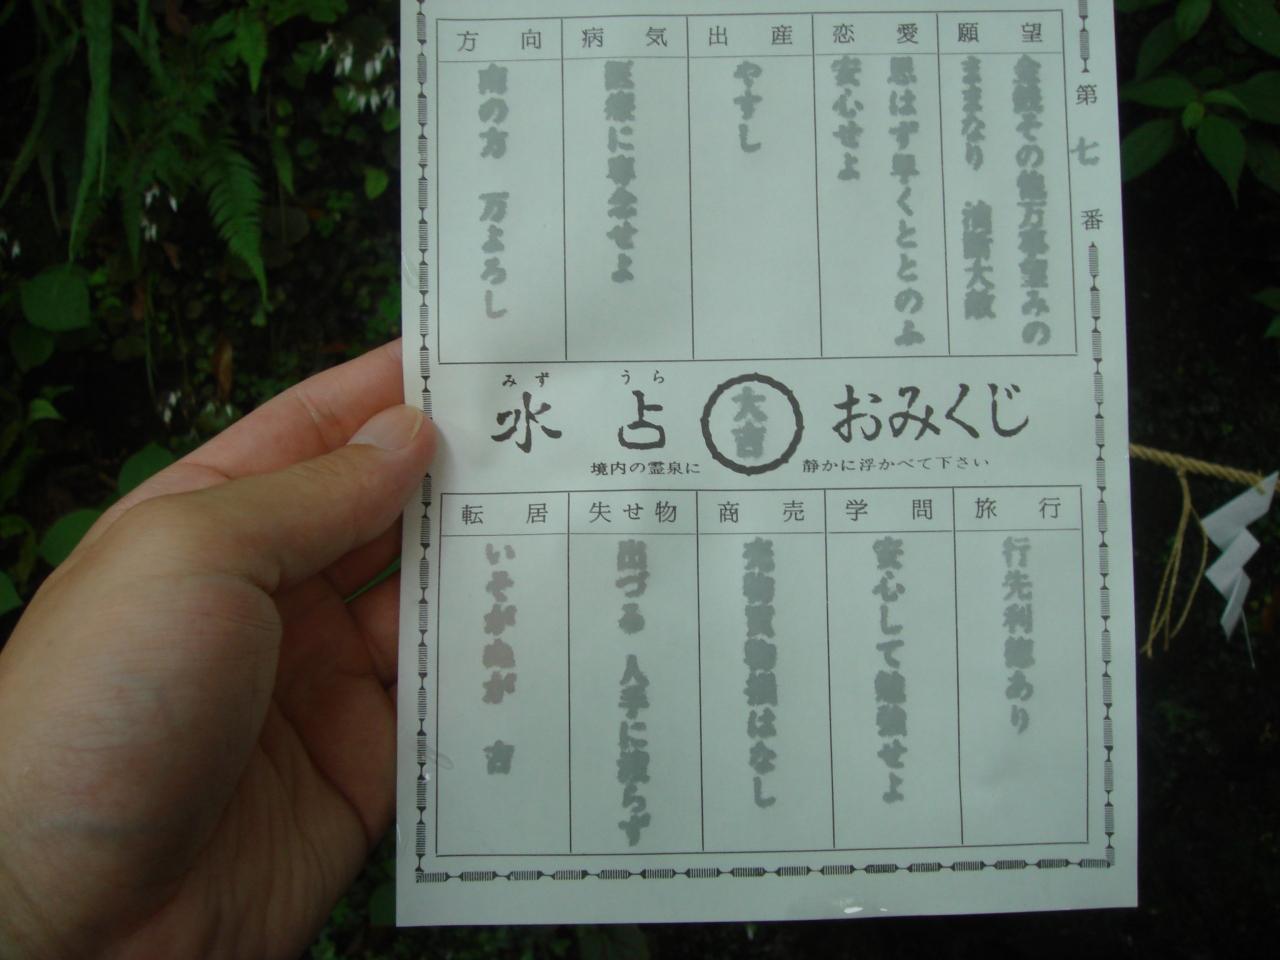 第七番
願望
金談その他万事望みの
ままなり 油断大敵
恋愛
思はず早くととのふ
安心せよ
出産
やすし
病気
医療に専念せよ
方向
南の方 万よろし
みずうら
水占
大吉
おみくじ
境内の霊泉に
静かに浮かべて下さい
旅行
行先利徳あり
学問
安心して勉強せよ
商売
売物買物損はなし
失せ物
出づる 人手に渡らず
転居
いそがぬが 吉